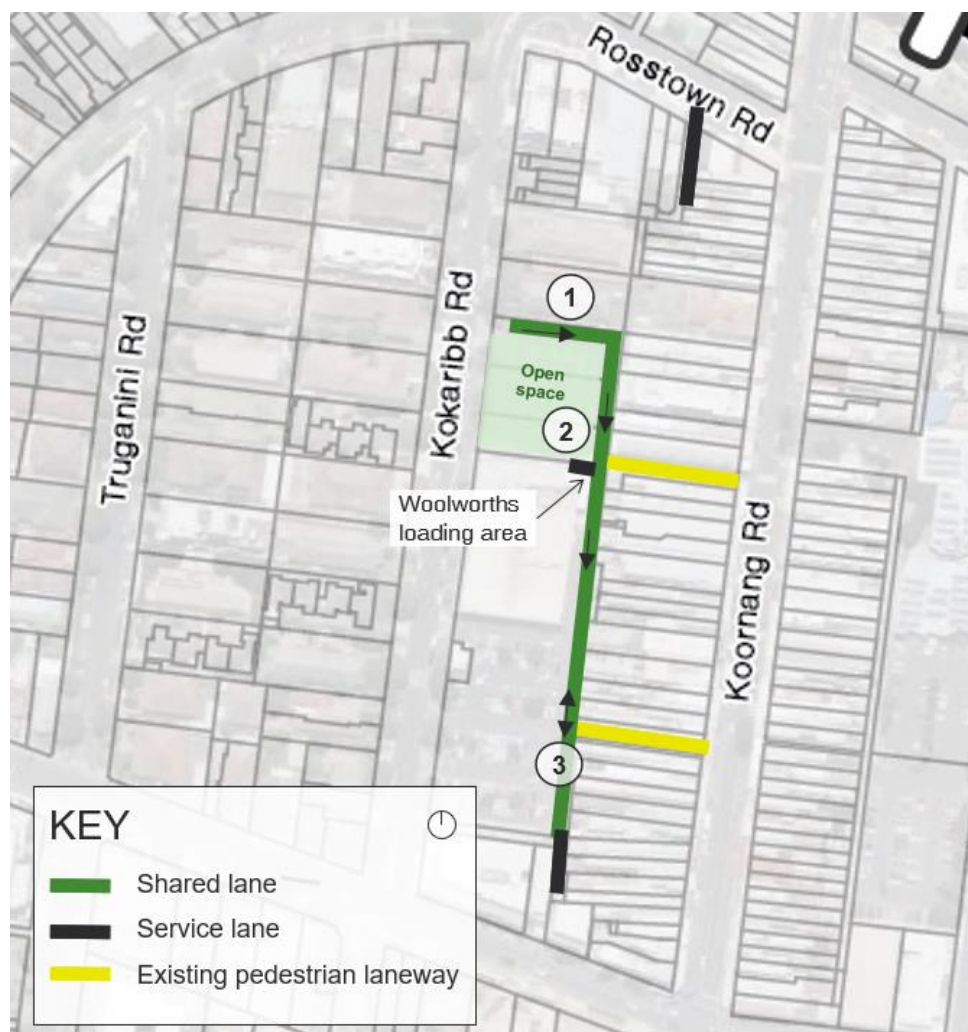 Rosstown Rd
1
Open
space
2
Woolworths
loading area
Truganini Rd
Kokaribb Rd
Koornang Rd
3
KEY
Shared lane
Service lane
Existing pedestrian laneway